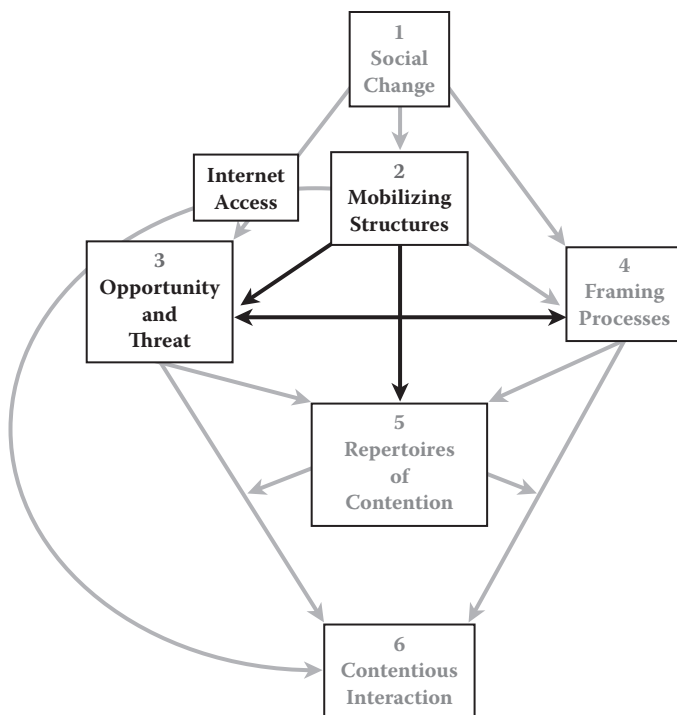 1
Social
Change
Internet
Access
2
Mobilizing
Structures
3
Opportunity
and
Threat
4
Framing
Processes
5
Repertoires
of
Contention
6
Contentious
Interaction